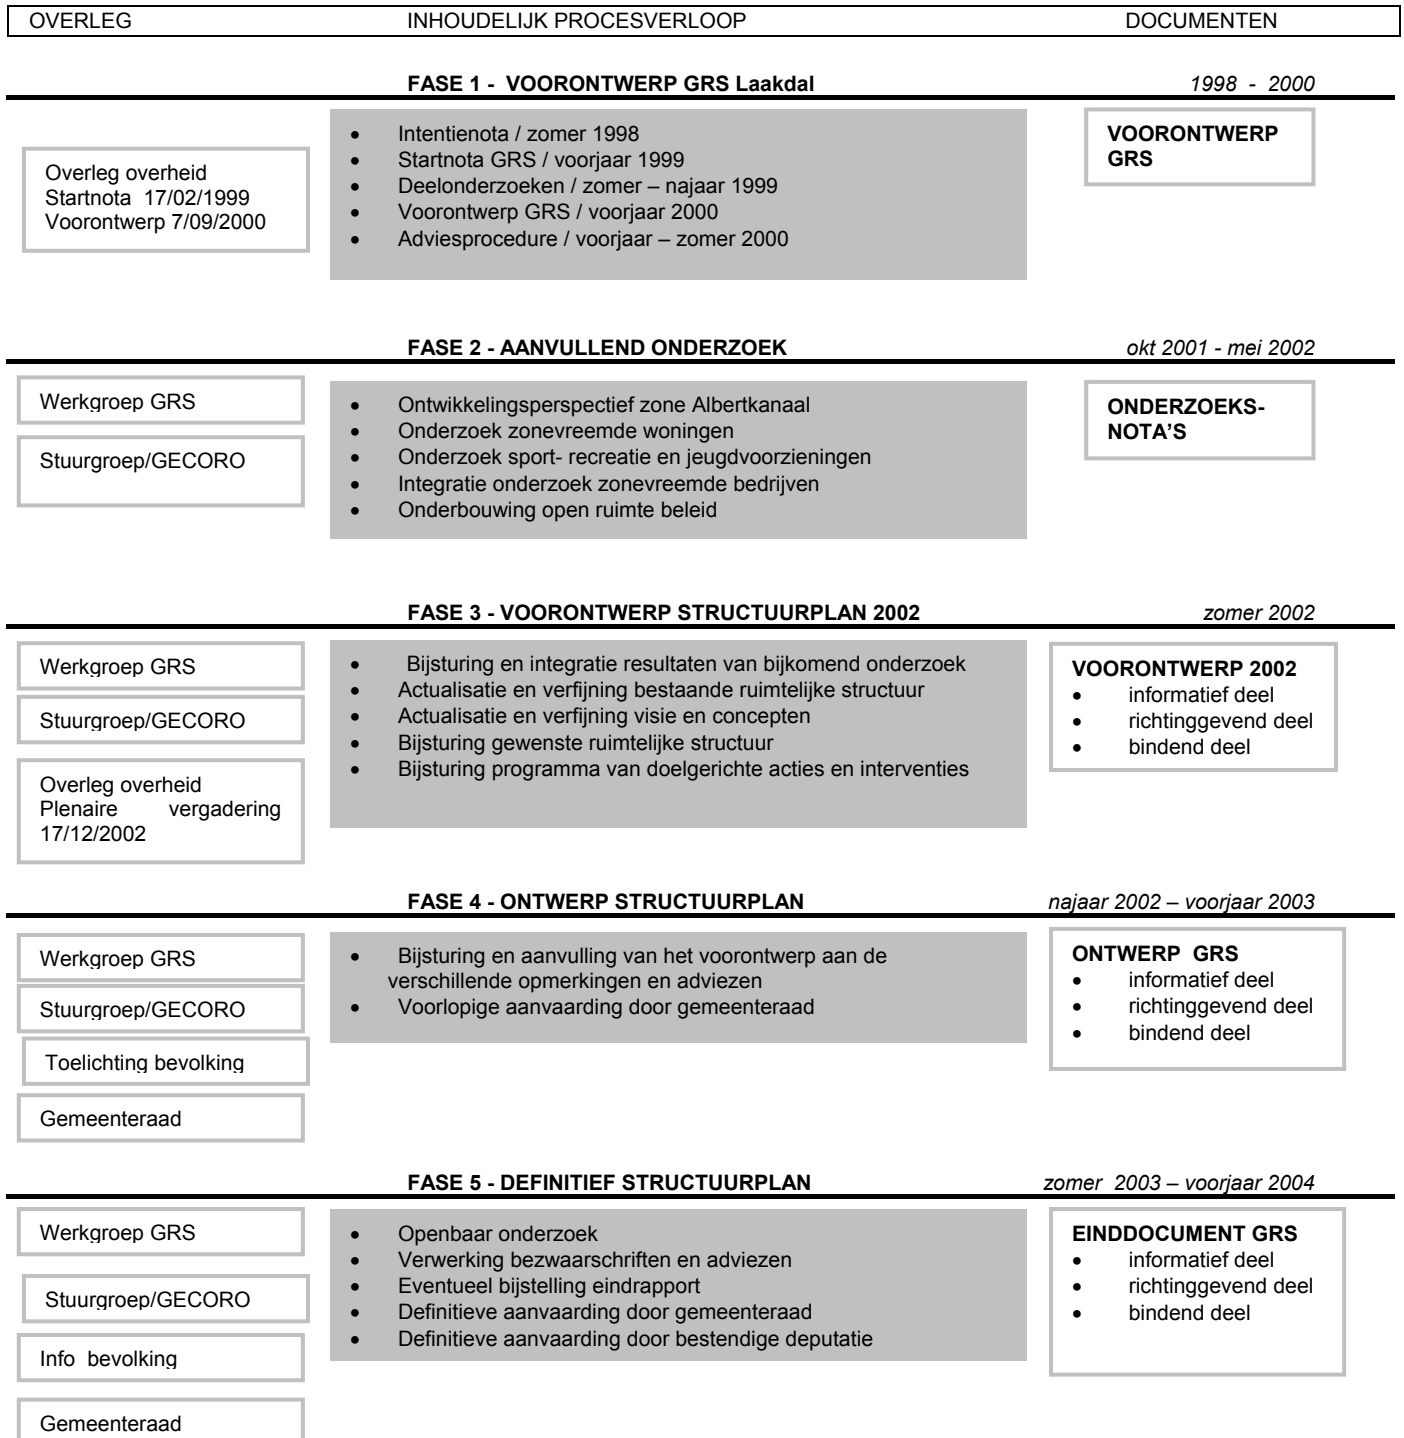 OVERLEG INHOUDELIJK PROCESVERLOOP DOCUMENTEN
FASE 1 - VOORONTWERP GRS Laakdal 1998 - 2000
Overleg overheid
Startnota 17/02/1999
Voorontwerp 7/09/2000
• Intentienota / zomer 1998
• Startnota GRS / voorjaar 1999
• Deelonderzoeken / zomer – najaar 1999
• Voorontwerp GRS / voorjaar 2000
• Adviesprocedure / voorjaar – zomer 2000
VOORONTWERP
GRS
FASE 2 - AANVULLEND ONDERZOEK okt 2001 - mei 2002
Werkgroep GRS
Stuurgroep/GECORO
• Ontwikkelingsperspectief zone Albertkanaal
• Onderzoek zonevreemde woningen
• Onderzoek sport- recreatie en jeugdvoorzieningen
• Integratie onderzoek zonevreemde bedrijven
• Onderbouwing open ruimte beleid
ONDERZOEKS-
NOTA'S
FASE 3 - VOORONTWERP STRUCTUURPLAN 2002 zomer 2002
Werkgroep GRS
Stuurgroep/GECORO
Overleg overheid
Plenaire vergadering
17/12/2002
• Bijsturing en integratie resultaten van bijkomend onderzoek
• Actualisatie en verfijning bestaande ruimtelijke structuur
• Actualisatie en verfijning visie en concepten
• Bijsturing gewenste ruimtelijke structuur
• Bijsturing programma van doelgerichte acties en interventies
VOORONTWERP 2002
• informatief deel
• richtinggevend deel
• bindend deel
FASE 4 - ONTWERP STRUCTUURPLAN najaar 2002 – voorjaar 2003
Werkgroep GRS
Stuurgroep/GECORO
Toelichting bevolking
Gemeenteraad
• Bijsturing en aanvulling van het voorontwerp aan de
verschillende opmerkingen en adviezen
• Voorlopige aanvaarding door gemeenteraad
ONTWERP GRS
• informatief deel
• richtinggevend deel
• bindend deel
FASE 5 - DEFINITIEF STRUCTUURPLAN zomer 2003 – voorjaar 2004
Werkgroep GRS
Stuurgroep/GECORO
Info bevolking
Gemeenteraad
• Openbaar onderzoek
• Verwerking bezwaarschriften en adviezen
• Eventueel bijstelling eindrapport
• Definitieve aanvaarding door gemeenteraad
• Definitieve aanvaarding door bestendige deputatie
EINDDOCUMENT GRS
• informatief deel
• richtinggevend deel
• bindend deel